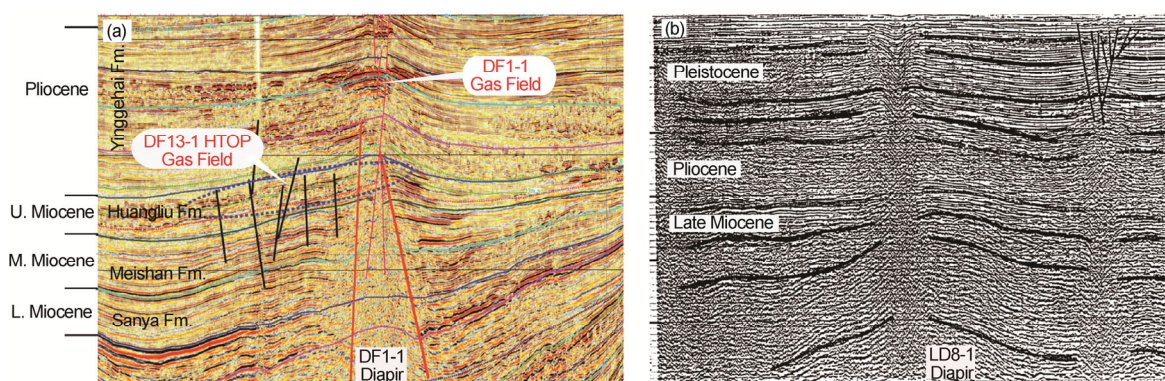 (a)
Pliocene
Yinggehai Fm.
DF1-1
Gas Field
DF13-1 HTOP
Gas Field
U. Miocene
Huangliu Fm.
M. Miocene
Meishan Fm.
L. Miocene
Sanya Fm.
DF1-1
Diapir
(b)
Pleistocene
Pliocene
Late Miocene
LD8-1
Diapir